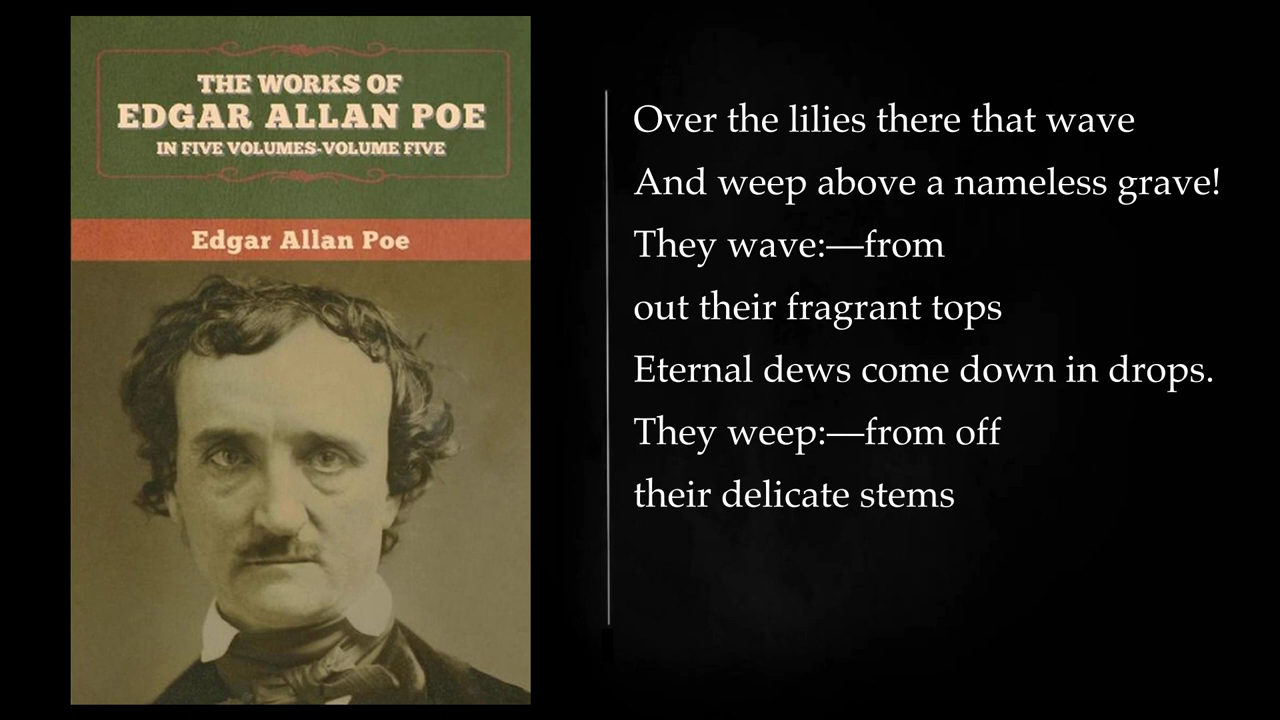 THE WORKS OF
EDGAR ALLAN POE
IN FIVE VOLUMES-VOLUME FIVE
Edgar Allan Poe
Over the lilies there that wave
And weep above a nameless grave!
They wave:—from
out their fragrant tops
Eternal dews come down in drops.
They weep:—from off
their delicate stems